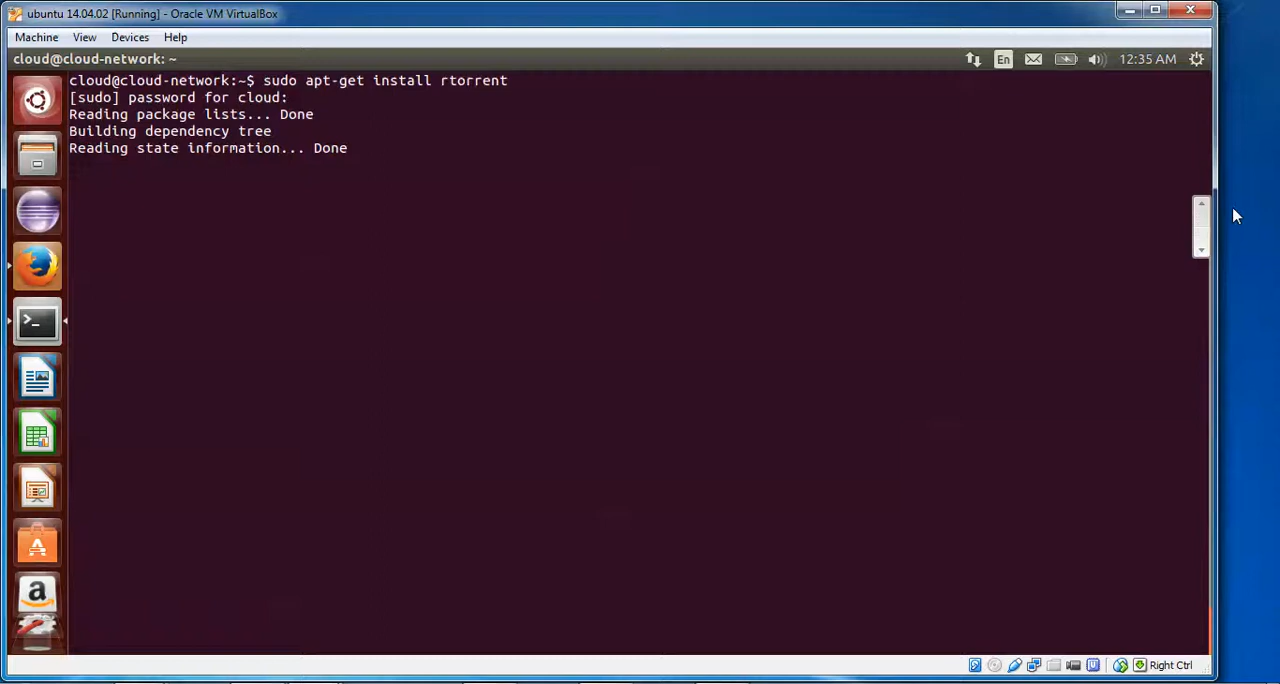 ubuntu 14.04.02 [Running] - Oracle VM VirtualBox
Machine View Devices Help
cloud@cloud-network: ~
En
12:35 AM
cloud@cloud-network:~$ sudo apt-get install rtorrent
[sudo] password for cloud:
Reading package lists... Done
Building dependency tree
Reading state information... Done
>_
A
a
Right Ctrl